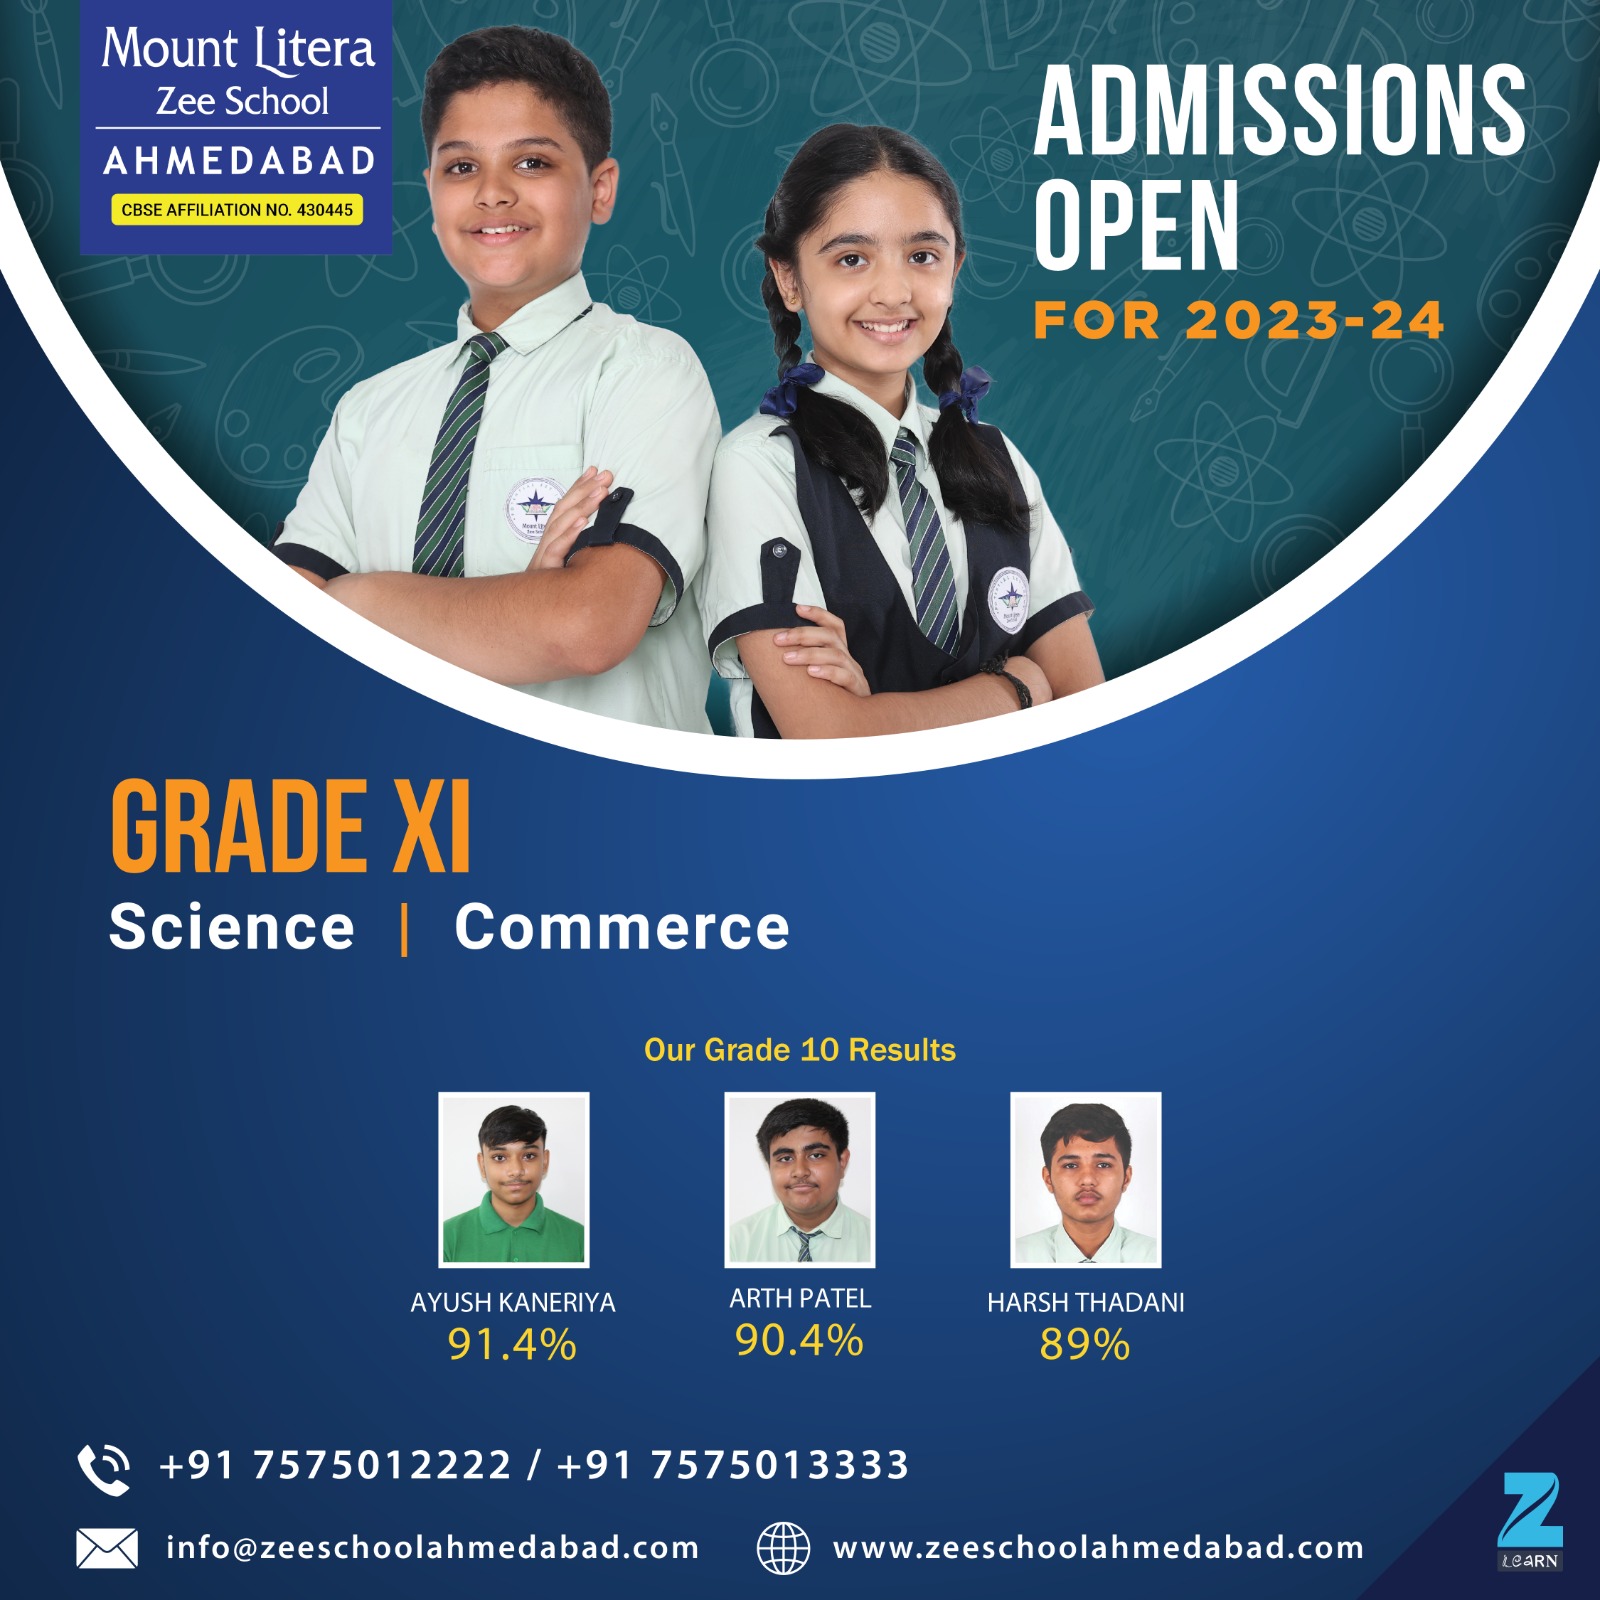 Mount Litera
Zee School
AHMEDABAD
CBSE AFFILIATION NO. 430445
ADMISSIONS
OPEN
FOR 2023-24
GRADE XI
Science | Commerce
Our Grade 10 Results
AYUSH KANERIYA
91.4%
ARTH PATEL
90.4%
HARSH THADANI
89%
+91 7575012222 / +91 7575013333
info@zeeschoolahmedabad.com
www.zeeschoolahmedabad.com
Z
LEARN